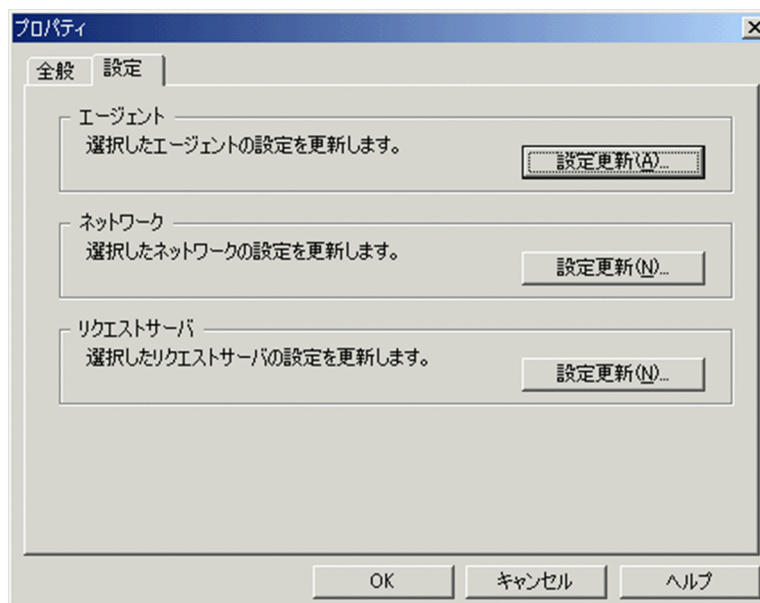 プロパティ
全般
設定
エージェント
選択したエージェントの設定を更新します。
設定更新(A)...
ネットワーク
選択したネットワークの設定を更新します。
設定更新(N)...
リクエストサーバ
選択したリクエストサーバの設定を更新します。
設定更新(N)...
OK
キャンセル
ヘルプ